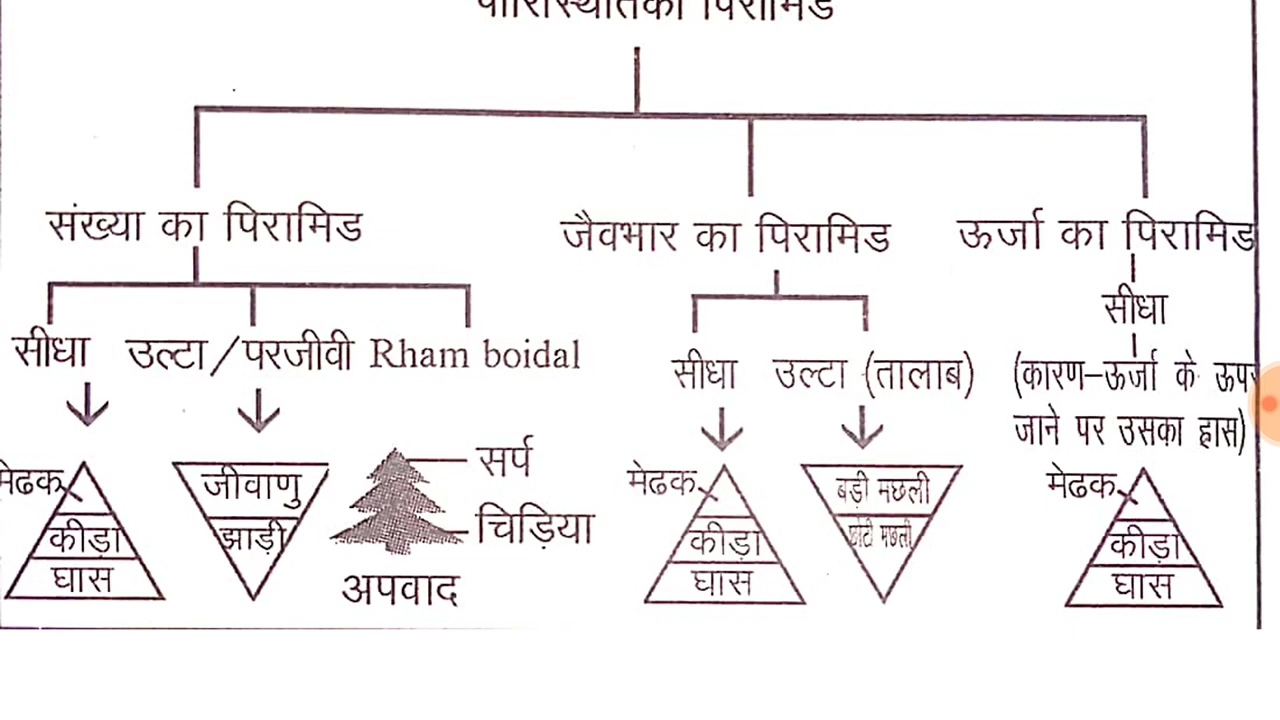 पारिस्थितिकी पिरामिड
संख्या का पिरामिड
जैवभार का पिरामिड
ऊर्जा का पिरामिड
सीधा
उल्टा/परजीवी
Rham boidal
सीधा
उल्टा (तालाब)
सीधा
(कारण–ऊर्जा के ऊपर
जाने पर उसका ह्रास)
मेढक
कीड़ा
घास
जीवाणु
झाड़ी
सर्प
चिड़िया
अपवाद
मेढक
कीड़ा
घास
बड़ी मछली
छोटी मछली
मेढक
कीड़ा
घास